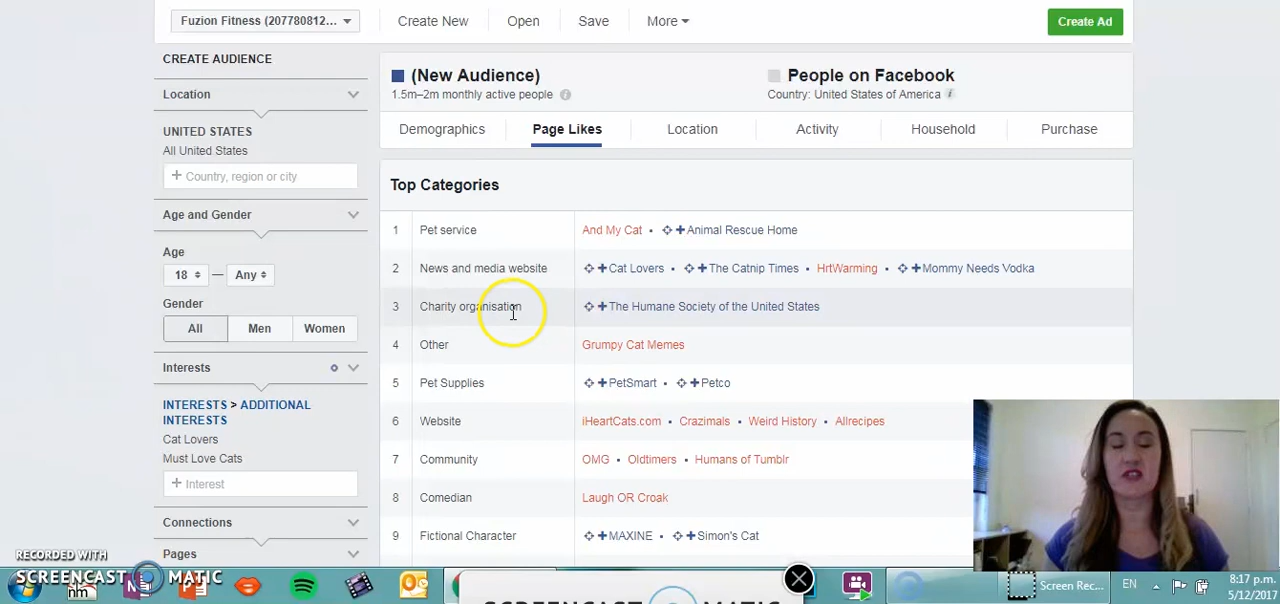 Fuzion Fitness (207780812...
Create New
Open
Save
More
Create Ad
CREATE AUDIENCE
Location
UNITED STATES
All United States
+ Country, region or city
Age and Gender
Age
18 — Any
Gender
All Men Women
Interests
INTERESTS > ADDITIONAL
INTERESTS
Cat Lovers
Must Love Cats
+ Interest
Connections
Pages
(New Audience)
1.5m–2m monthly active people
People on Facebook
Country: United States of America
Demographics Page Likes Location Activity Household Purchase
Top Categories
1 Pet service And My Cat • Animal Rescue Home
2 News and media website Cat Lovers • The Catnip Times • HrtWarming • Mommy Needs Vodka
3 Charity organisation The Humane Society of the United States
4 Other Grumpy Cat Memes
5 Pet Supplies PetSmart • Petco
6 Website iHeartCats.com • Crazimals • Weird History • Allrecipes
7 Community OMG • Oldtimers • Humans of Tumblr
8 Comedian Laugh OR Croak
9 Fictional Character MAXINE • Simon's Cat
RECORDED WITH
SCREENCAST MATIC
SCREENCAST MATIC
Screen Rec...
EN
8:17 p.m.
5/12/2017